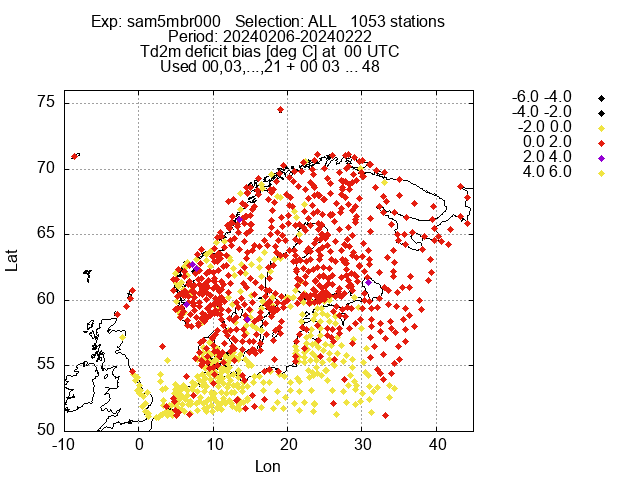 Exp: sam5mbr000 Selection: ALL 1053 stations
Period: 20240206-20240222
Td2m deficit bias [deg C] at 00 UTC
Used 00,03,...,21 + 00 03 ... 48
-6.0 -4.0
-4.0 -2.0
-2.0 0.0
0.0 2.0
2.0 4.0
4.0 6.0
75
70
65
60
55
50
Lat
-10 0 10 20 30 40
Lon